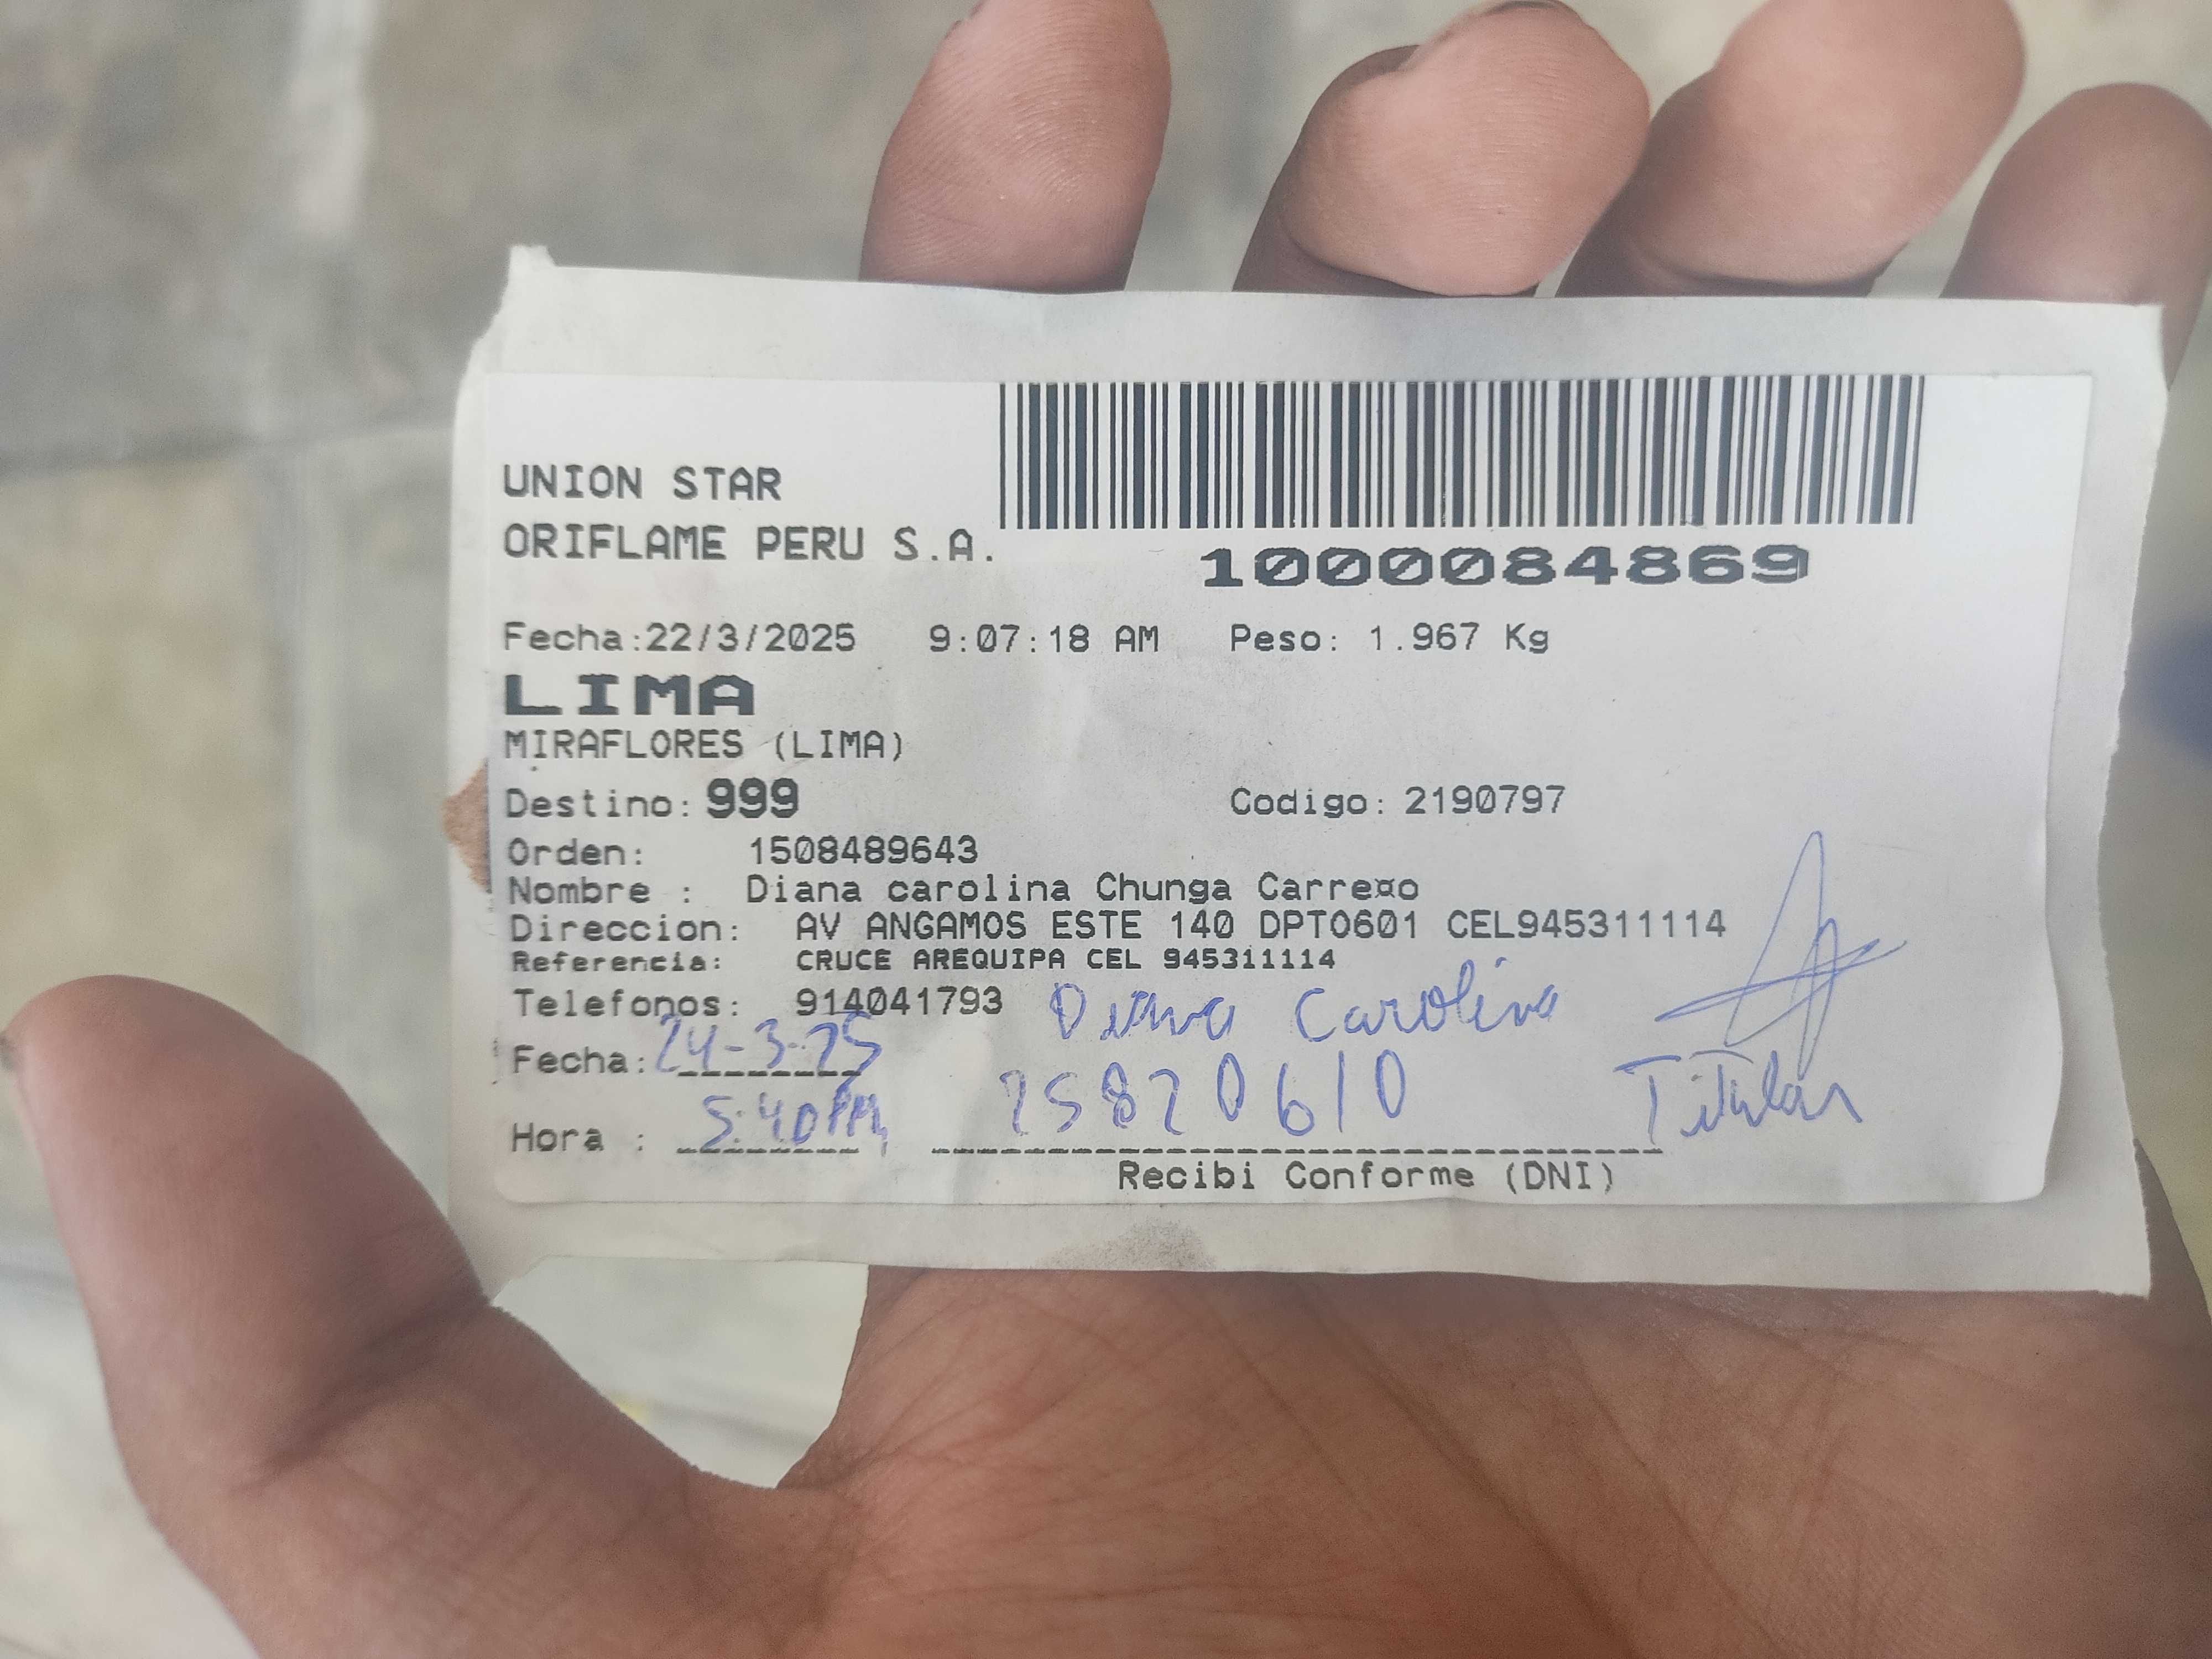 UNION STAR
ORIFLAME PERU S.A.
1000084869
Fecha:22/3/2025 9:07:18 AM Peso: 1.967 Kg
LIMA
MIRAFLORES (LIMA)
Destino: 999 Codigo: 2190797
Orden: 1508489643
Nombre : Diana carolina Chunga Carre¤o
Direccion: AV ANGAMOS ESTE 140 DPTO601 CEL945311114
Referencia: CRUCE AREQUIPA CEL 945311114
Telefonos: 914041793 Diana Carolina
Fecha: 24-3-25
Hora : 5:40PM, 25820610 Titular
Recibi Conforme (DNI)